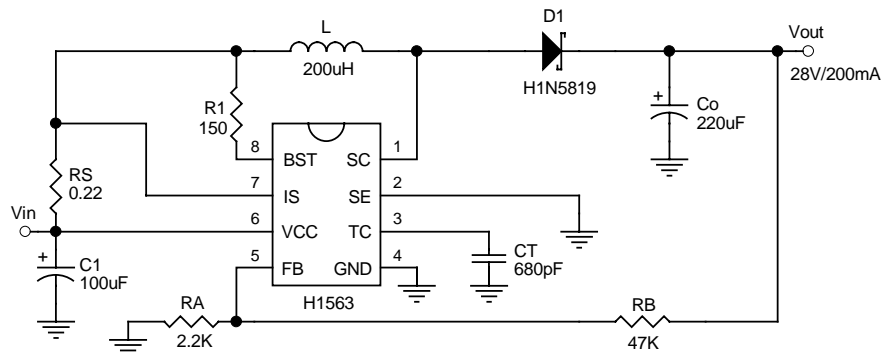 D1
L
Vout
200uH
H1N5819
28V/200mA
R1
150
Co
220uF
+
8
BST
SC
1
RS
0.22
7
IS
SE
2
Vin
6
VCC
TC
3
+
C1
100uF
5
FB
GND
4
CT
680pF
H1563
RA
2.2K
RB
47K